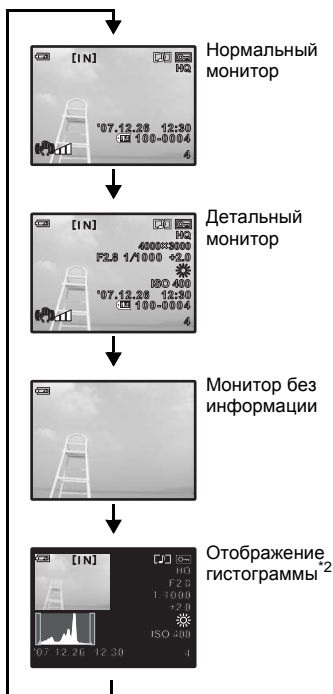 [IN]
HQ
'07.12.26 12:30
100-0004
4
Нормальный
монитор
[IN]
HQ
4000×3000
F2.8 1/1000 +2.0
ISO 400
'07.12.26 12:30
100-0004
4
Детальный
монитор
Монитор без
информации
[IN]
HQ
F2.8
1/1000
+2.0
ISO 400
'07.12.26 12:30
4
Отображение
гистограммы*2